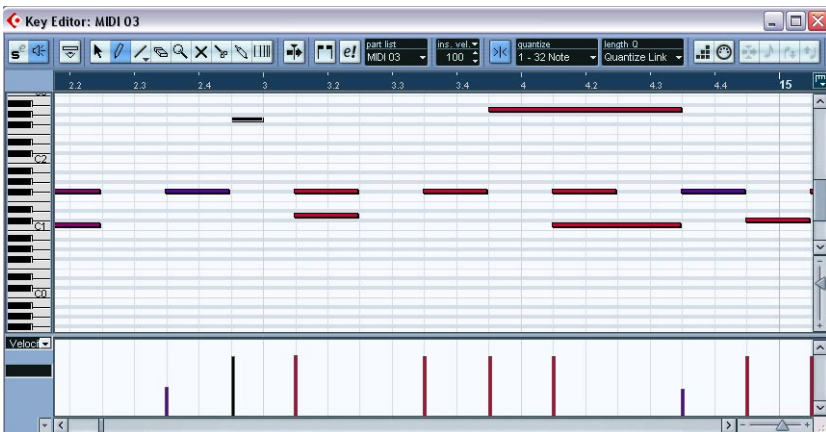 Key Editor: MIDI 03
part list ins. vel. quantize length Q
MIDI 03 100 1 - 32 Note Quantize Link
2.2 2.3 2.4 3 3.2 3.3 3.4 4 4.2 4.3 4.4 15
C2
C1
C0